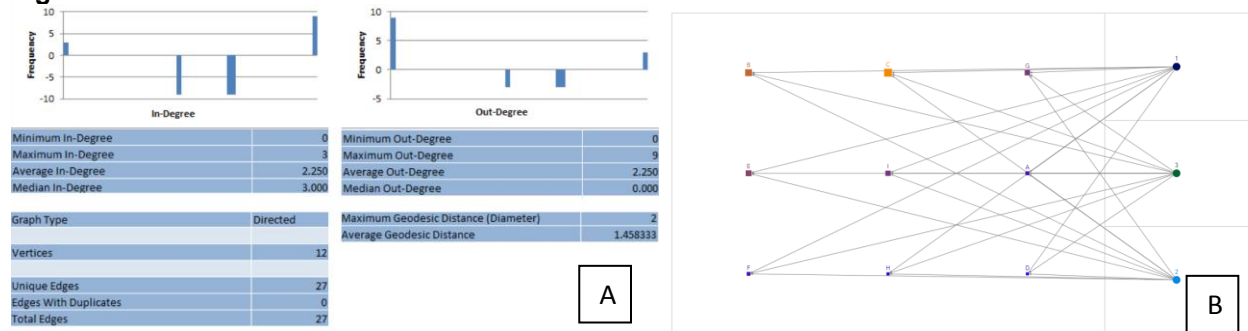 10
5
0
-5
-10
Frequency
In-Degree
10
5
0
-5
Frequency
Out-Degree
Minimum In-Degree 0
Maximum In-Degree 3
Average In-Degree 2.250
Median In-Degree 3.000
Minimum Out-Degree 0
Maximum Out-Degree 9
Average Out-Degree 2.250
Median Out-Degree 0.000
Graph Type Directed
Vertices 12
Unique Edges 27
Edges With Duplicates 0
Total Edges 27
Maximum Geodesic Distance (Diameter) 2
Average Geodesic Distance 1.458333
A
B C G 1
E I A 3
F H D 2
B